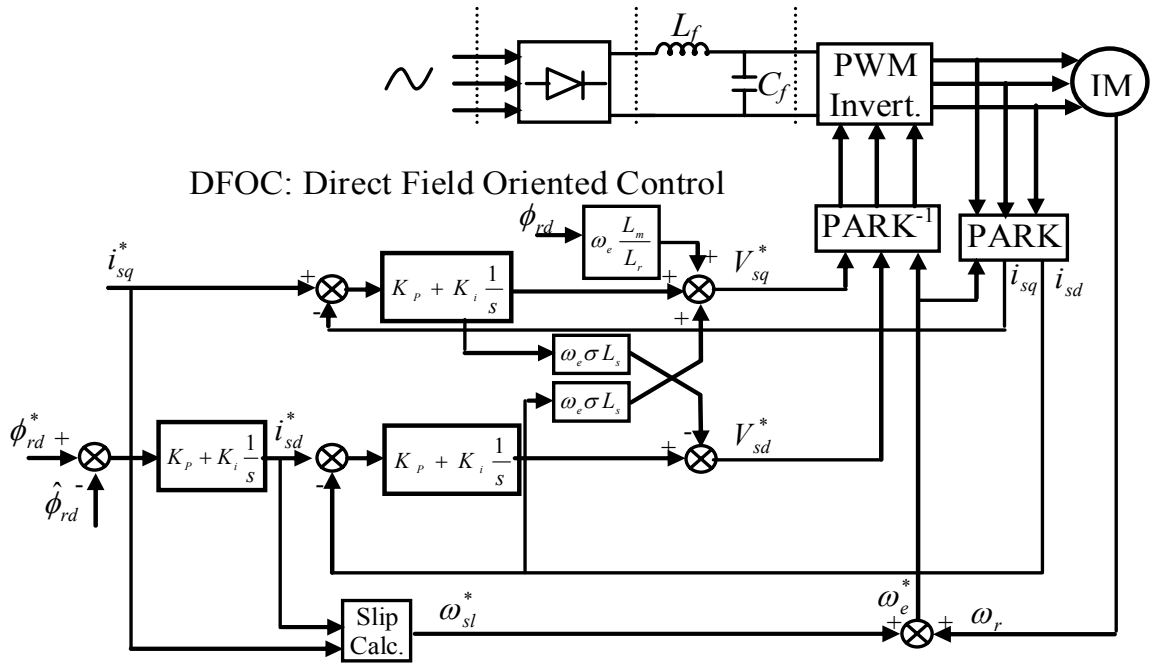 L_f
C_f
PWM
Invert.
IM
DFOC: Direct Field Oriented Control
ϕ_rd
ω_e L_m / L_r
PARK^-1
PARK
i*_sq
+
-
K_P + K_i 1/s
+
+
+
V*_sq
i_sq
i_sd
ω_e σ L_s
ω_e σ L_s
ϕ*_rd
+
-
ϕ̂_rd
K_P + K_i 1/s
i*_sd
-
K_P + K_i 1/s
+
-
V*_sd
Slip
Calc.
ω*_sl
ω*_e
+
+
ω_r